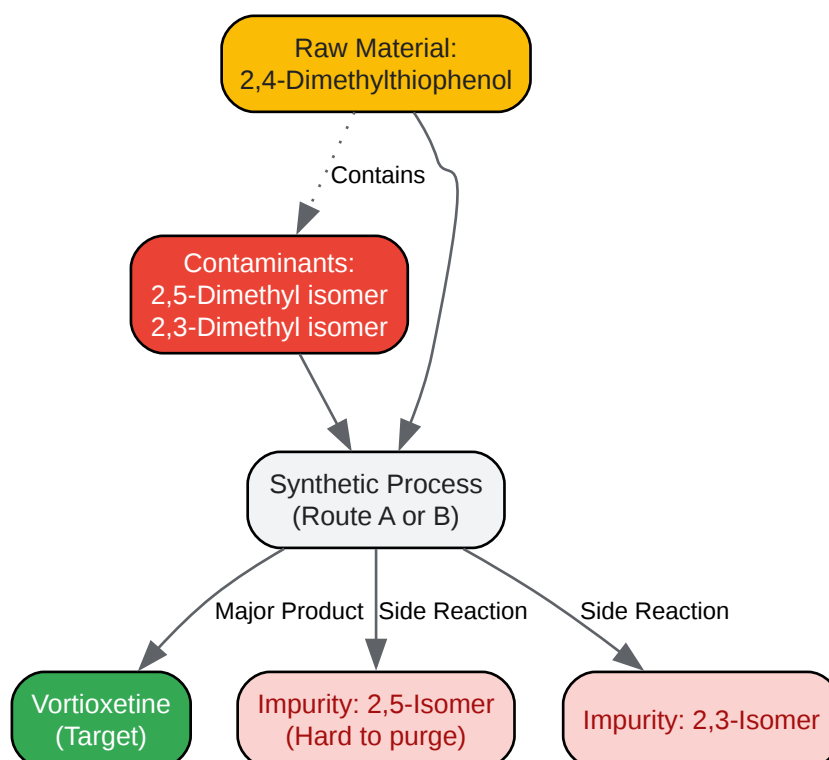 Raw Material:
2,4-Dimethylthiophenol
Contains
Contaminants:
2,5-Dimethyl isomer
2,3-Dimethyl isomer
Synthetic Process
(Route A or B)
Major Product
Side Reaction
Side Reaction
Vortioxetine
(Target)
Impurity: 2,5-Isomer
(Hard to purge)
Impurity: 2,3-Isomer